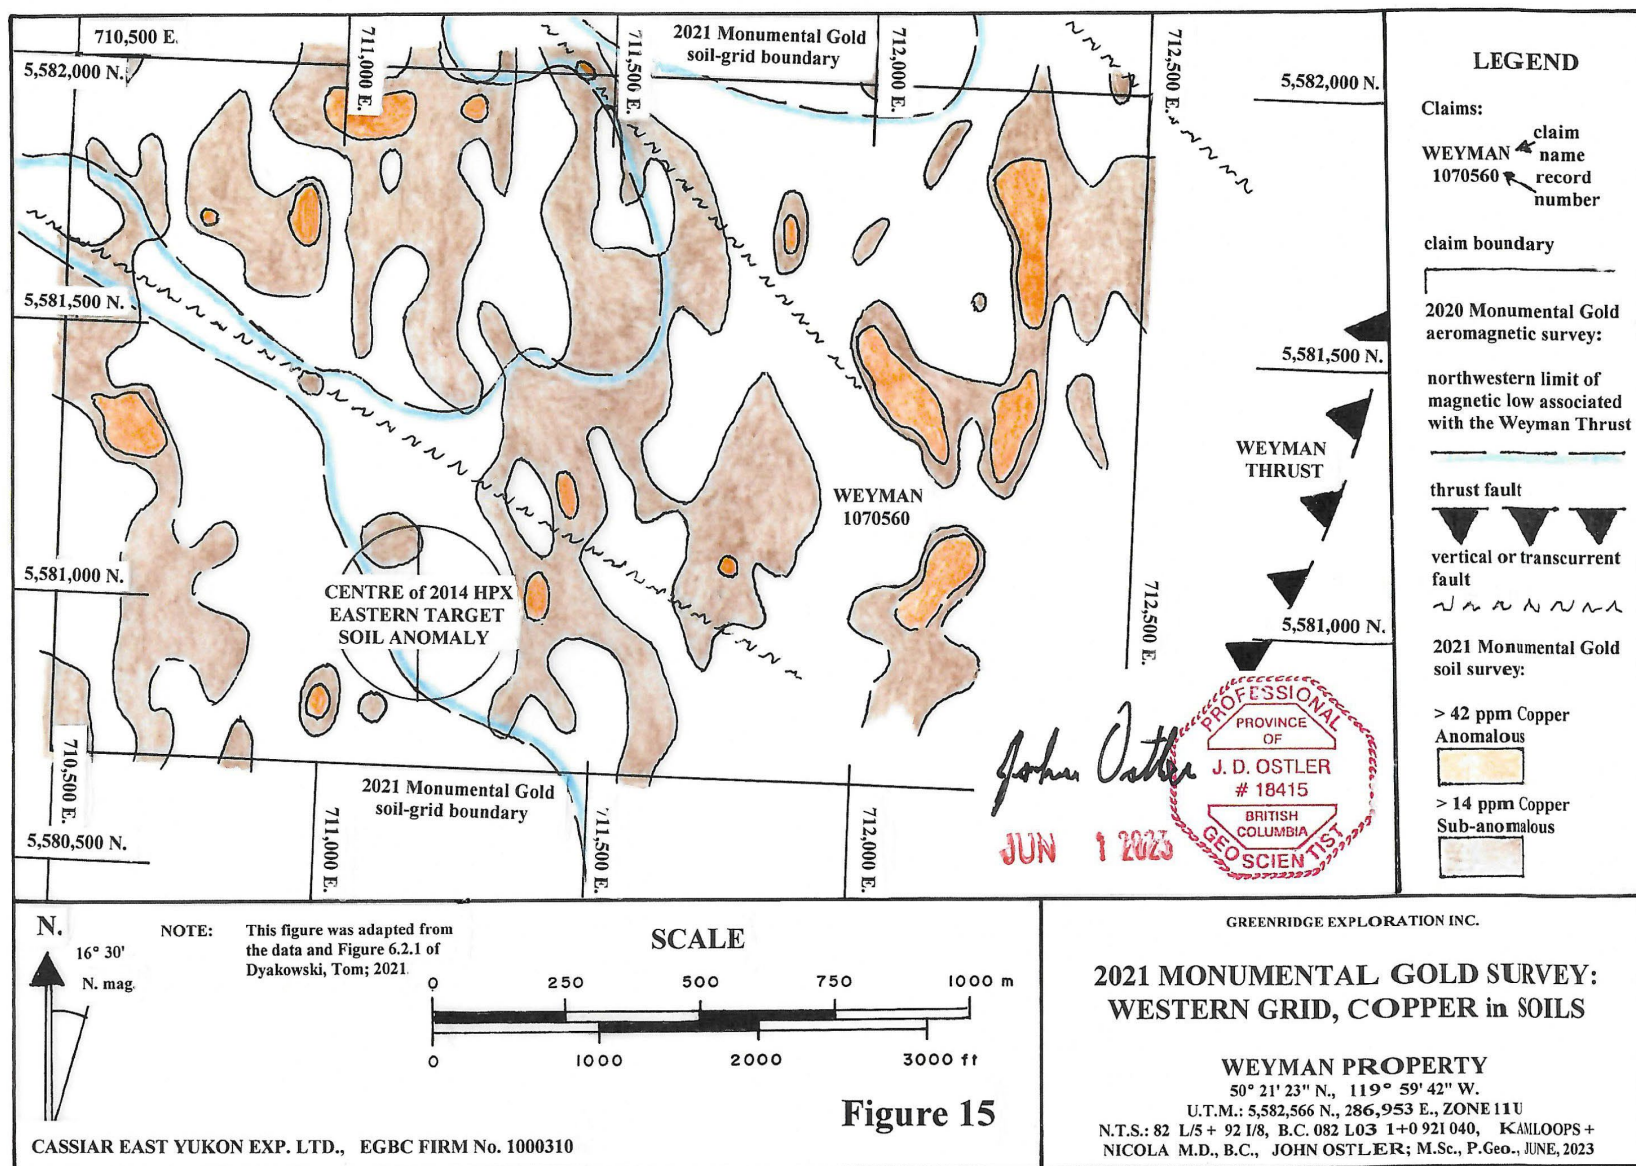 710,500 E.
5,582,000 N.
711,000 E.
711,500 E.
2021 Monumental Gold
soil-grid boundary
712,000 E.
712,500 E.
5,582,000 N.
5,581,500 N.
5,581,500 N.
WEYMAN
THRUST
WEYMAN
1070560
5,581,000 N.
CENTRE of 2014 HPX
EASTERN TARGET
SOIL ANOMALY
712,500 E.
5,581,000 N.
710,500 E.
2021 Monumental Gold
soil-grid boundary
5,580,500 N.
711,000 E.
711,500 E.
712,000 E.
John Ostler
JUN 1 2023
PROFESSIONAL
PROVINCE
OF
J. D. OSTLER
# 18415
BRITISH
COLUMBIA
GEOSCIENTIST
LEGEND
Claims:
WEYMAN
1070560
claim
name
record
number
claim boundary
2020 Monumental Gold
aeromagnetic survey:
northwestern limit of
magnetic low associated
with the Weyman Thrust
thrust fault
vertical or transcurrent
fault
2021 Monumental Gold
soil survey:
> 42 ppm Copper
Anomalous
> 14 ppm Copper
Sub-anomalous
N.
16° 30'
N. mag.
NOTE:
This figure was adapted from
the data and Figure 6.2.1 of
Dyakowski, Tom; 2021.
SCALE
0 250 500 750 1000 m
0 1000 2000 3000 ft
Figure 15
CASSIAR EAST YUKON EXP. LTD., EGBC FIRM No. 1000310
GREENRIDGE EXPLORATION INC.
2021 MONUMENTAL GOLD SURVEY:
WESTERN GRID, COPPER in SOILS
WEYMAN PROPERTY
50° 21' 23" N., 119° 59' 42" W.
U.T.M.: 5,582,566 N., 286,953 E., ZONE 11U
N.T.S.: 82 L/5 + 92 I/8, B.C. 082 L03 1+0 92I 040, KAMLOOPS +
NICOLA M.D., B.C., JOHN OSTLER; M.Sc., P.Geo., JUNE, 2023